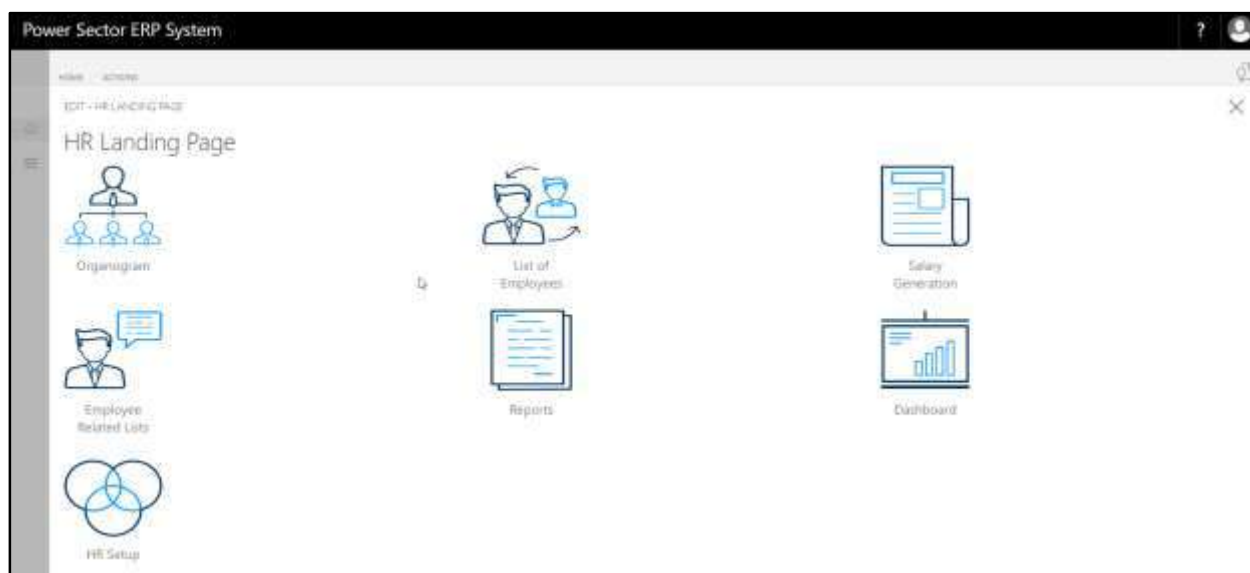 Power Sector ERP System
?
HOME ACTIONS
EDIT - HR LANDING PAGE
HR Landing Page
Organogram
List of
Employees
Salary
Generation
Employee
Related Lists
Reports
Dashboard
HR Setup